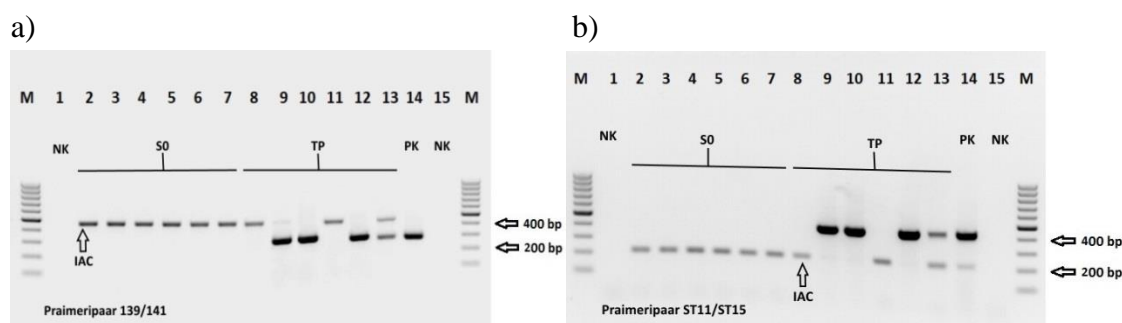 a)
M 1 2 3 4 5 6 7 8 9 10 11 12 13 14 15 M
NK S0 TP PK NK
400 bp
200 bp
IAC
Praimeripaar 139/141
b)
M 1 2 3 4 5 6 7 8 9 10 11 12 13 14 15 M
NK S0 TP PK NK
400 bp
200 bp
IAC
Praimeripaar ST11/ST15